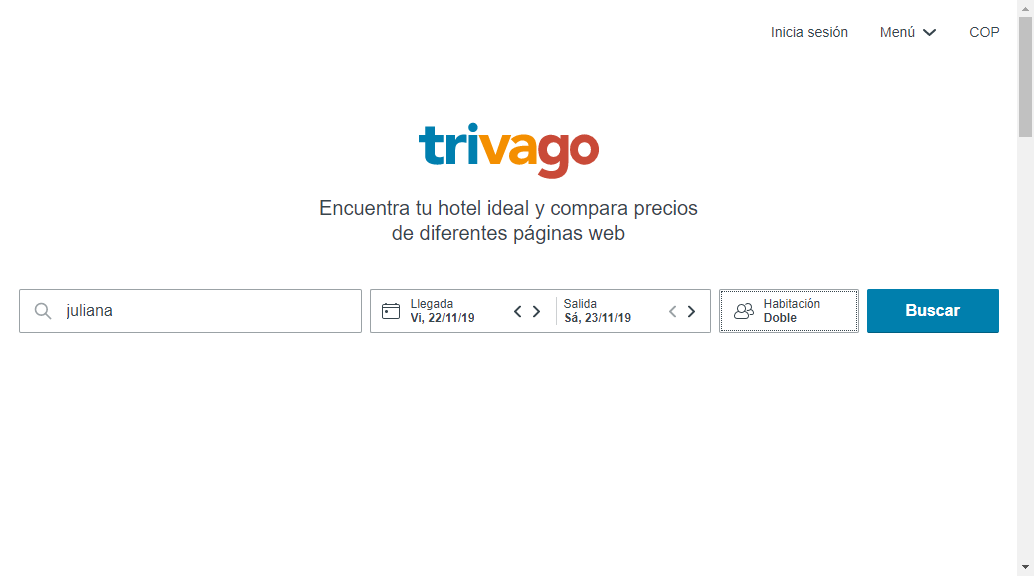 Inicia sesión Menú COP
trivago
Encuentra tu hotel ideal y compara precios
de diferentes páginas web
juliana
Llegada
Vi, 22/11/19
Salida
Sá, 23/11/19
Habitación
Doble
Buscar